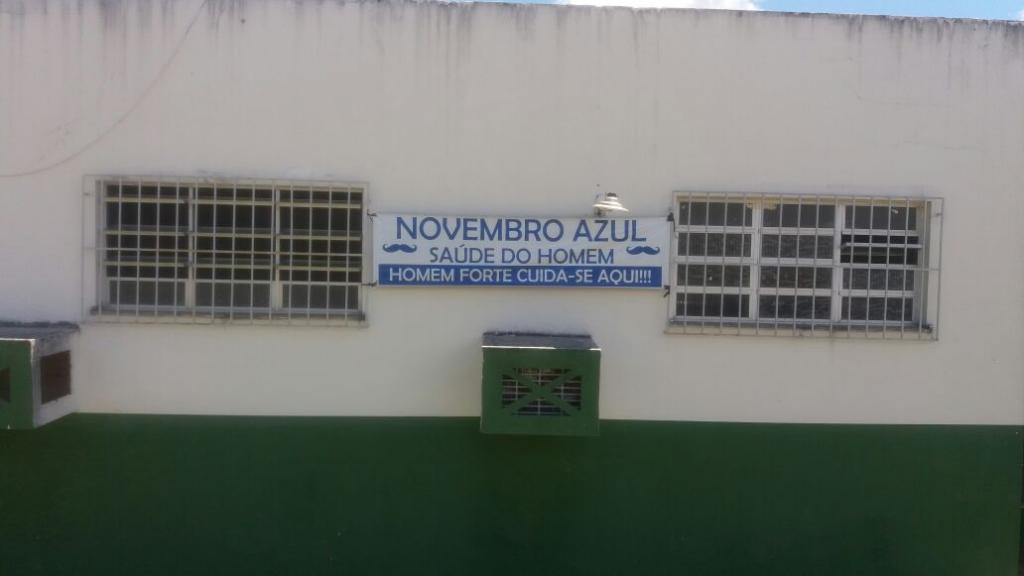 NOVEMBRO AZUL
SAÚDE DO HOMEM
HOMEM FORTE CUIDA-SE AQUI!!!